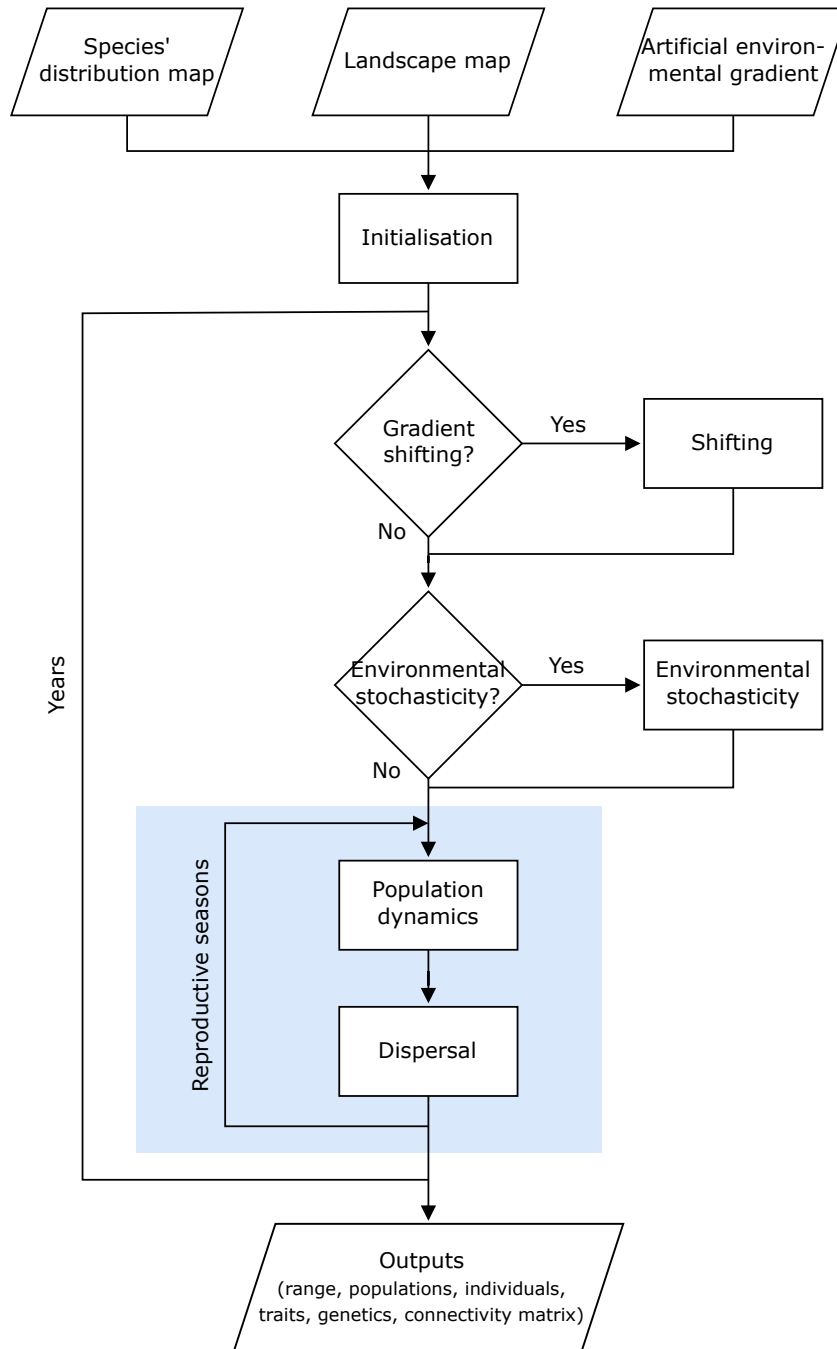 Species'
distribution map
Landscape map
Artificial environ-
mental gradient
Initialisation
Gradient
shifting?
Yes
Shifting
No
Environmental
stochasticity?
Yes
Environmental
stochasticity
No
Years
Reproductive seasons
Population
dynamics
Dispersal
Outputs
(range, populations, individuals,
traits, genetics, connectivity matrix)